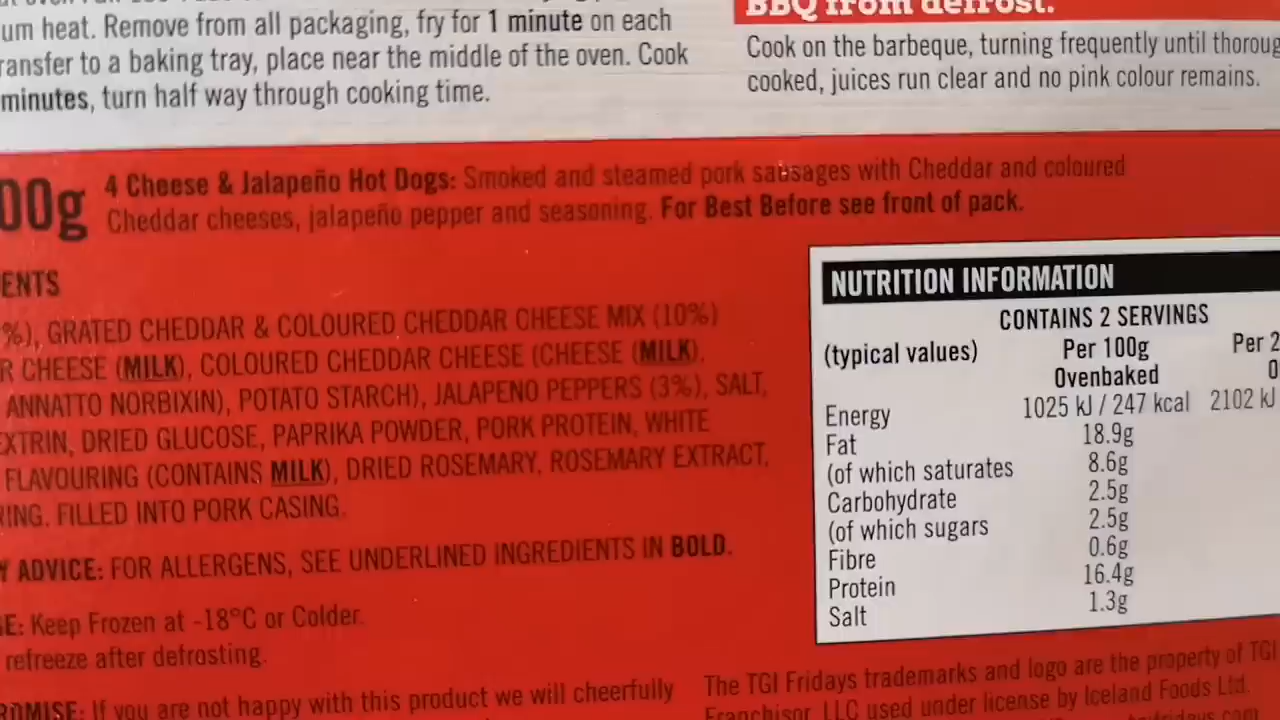 um heat. Remove from all packaging, fry for 1 minute on each
ransfer to a baking tray, place near the middle of the oven. Cook
minutes, turn half way through cooking time.
BBQ from defrost.
Cook on the barbeque, turning frequently until thoroug
cooked, juices run clear and no pink colour remains.
00g
4 Cheese & Jalapeño Hot Dogs: Smoked and steamed pork sausages with Cheddar and coloured
Cheddar cheeses, jalapeño pepper and seasoning. For Best Before see front of pack.
ENTS
%), GRATED CHEDDAR & COLOURED CHEDDAR CHEESE MIX (10%)
R CHEESE (MILK), COLOURED CHEDDAR CHEESE (CHEESE (MILK),
ANNATTO NORBIXIN), POTATO STARCH), JALAPENO PEPPERS (3%), SALT,
EXTRIN, DRIED GLUCOSE, PAPRIKA POWDER, PORK PROTEIN, WHITE
FLAVOURING (CONTAINS MILK), DRIED ROSEMARY, ROSEMARY EXTRACT,
RING. FILLED INTO PORK CASING.
Y ADVICE: FOR ALLERGENS, SEE UNDERLINED INGREDIENTS IN BOLD.
GE: Keep Frozen at -18°C or Colder.
refreeze after defrosting.
ROMISE: If you are not happy with this product we will cheerfully
NUTRITION INFORMATION
CONTAINS 2 SERVINGS
(typical values) Per 100g Per 2
Ovenbaked 0
Energy 1025 kJ / 247 kcal 2102 kJ
Fat 18.9g
(of which saturates 8.6g
Carbohydrate 2.5g
(of which sugars 2.5g
Fibre 0.6g
Protein 16.4g
Salt 1.3g
The TGI Fridays trademarks and logo are the property of TGI
Franchisor, LLC used under license by Iceland Foods Ltd.